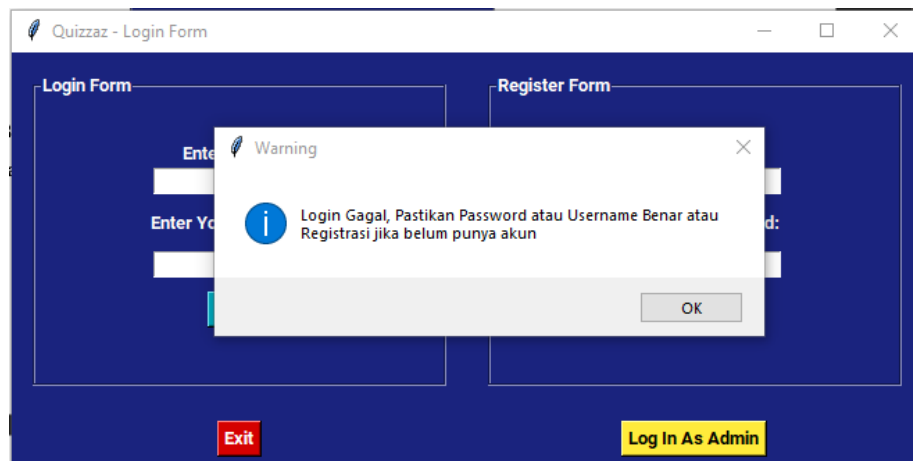 Quizzaz - Login Form
Login Form
Register Form
Warning
Login Gagal, Pastikan Password atau Username Benar atau
Registrasi jika belum punya akun
OK
Exit
Log In As Admin